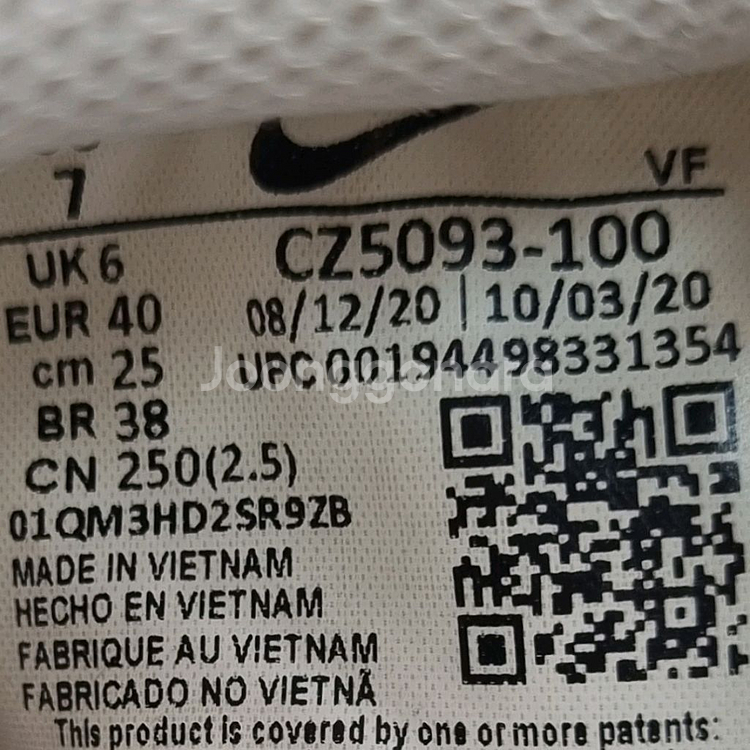 7
VF
UK 6
CZ5093-100
EUR 40
08/12/20 | 10/03/20
cm 25
UPC 00194498331354
BR 38
CN 250(2.5)
01QM3HD2SR9ZB
MADE IN VIETNAM
HECHO EN VIETNAM
FABRIQUE AU VIETNAM
FABRICADO NO VIETNÃ
This product is covered by one or more patents:
Joonggonara